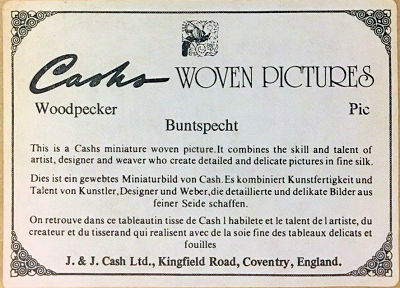 Cashs WOVEN PICTURES
Woodpecker Pic
Buntspecht
This is a Cashs miniature woven picture.It combines the skill and talent of
artist, designer and weaver who create detailed and delicate pictures in fine silk.
Dies ist ein gewebtes Miniaturbild von Cash.Es kombiniert Kunstfertigkeit und
Talent von Kunstler,Designer und Weber,die detaillierte und delikate Bilder aus
feiner Seide schaffen.
On retrouve dans ce tableautin tisse de Cash l habilete et le talent de l artiste, du
createur et du tisserand qui realisent avec de la soie fine des tableaux delicats et
fouilles
J. & J. Cash Ltd., Kingfield Road, Coventry, England.